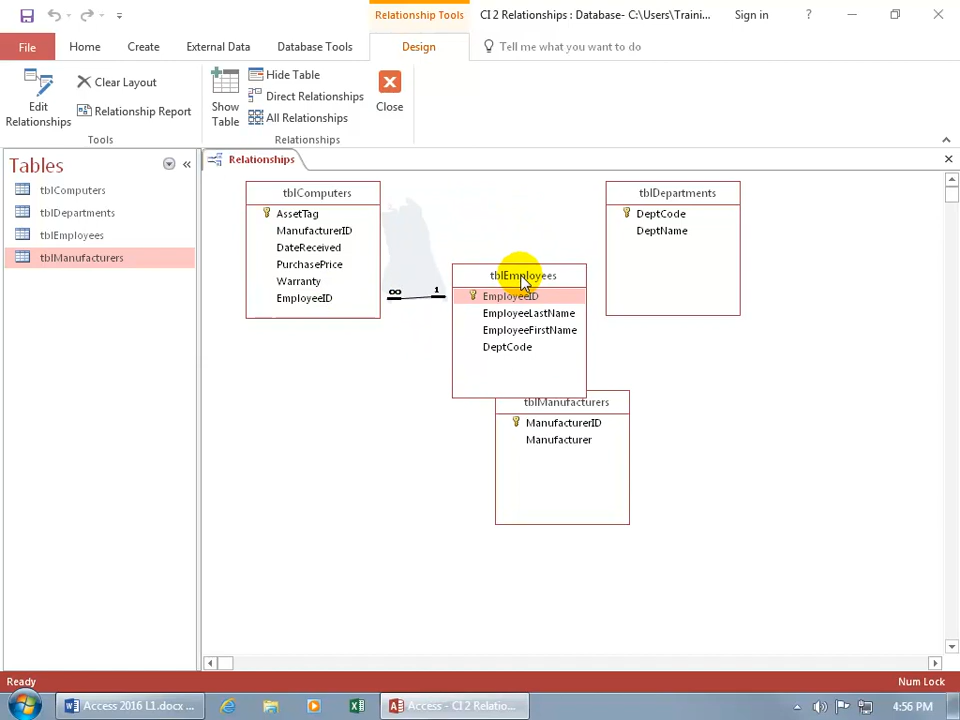 Relationship Tools
CI 2 Relationships : Database- C:\Users\Traini...
Sign in
File
Home
Create
External Data
Database Tools
Design
Tell me what you want to do
Edit Relationships
Clear Layout
Relationship Report
Tools
Show Table
Hide Table
Direct Relationships
All Relationships
Relationships
Close
Tables
tblComputers
tblDepartments
tblEmployees
tblManufacturers
Relationships
tblComputers
AssetTag
ManufacturerID
DateReceived
PurchasePrice
Warranty
EmployeeID
∞ 1
tblEmployees
EmployeeID
EmployeeLastName
EmployeeFirstName
DeptCode
tblDepartments
DeptCode
DeptName
tblManufacturers
ManufacturerID
Manufacturer
Ready
Num Lock
Access 2016 L1.docx ...
Access - CI 2 Relatio...
4:56 PM